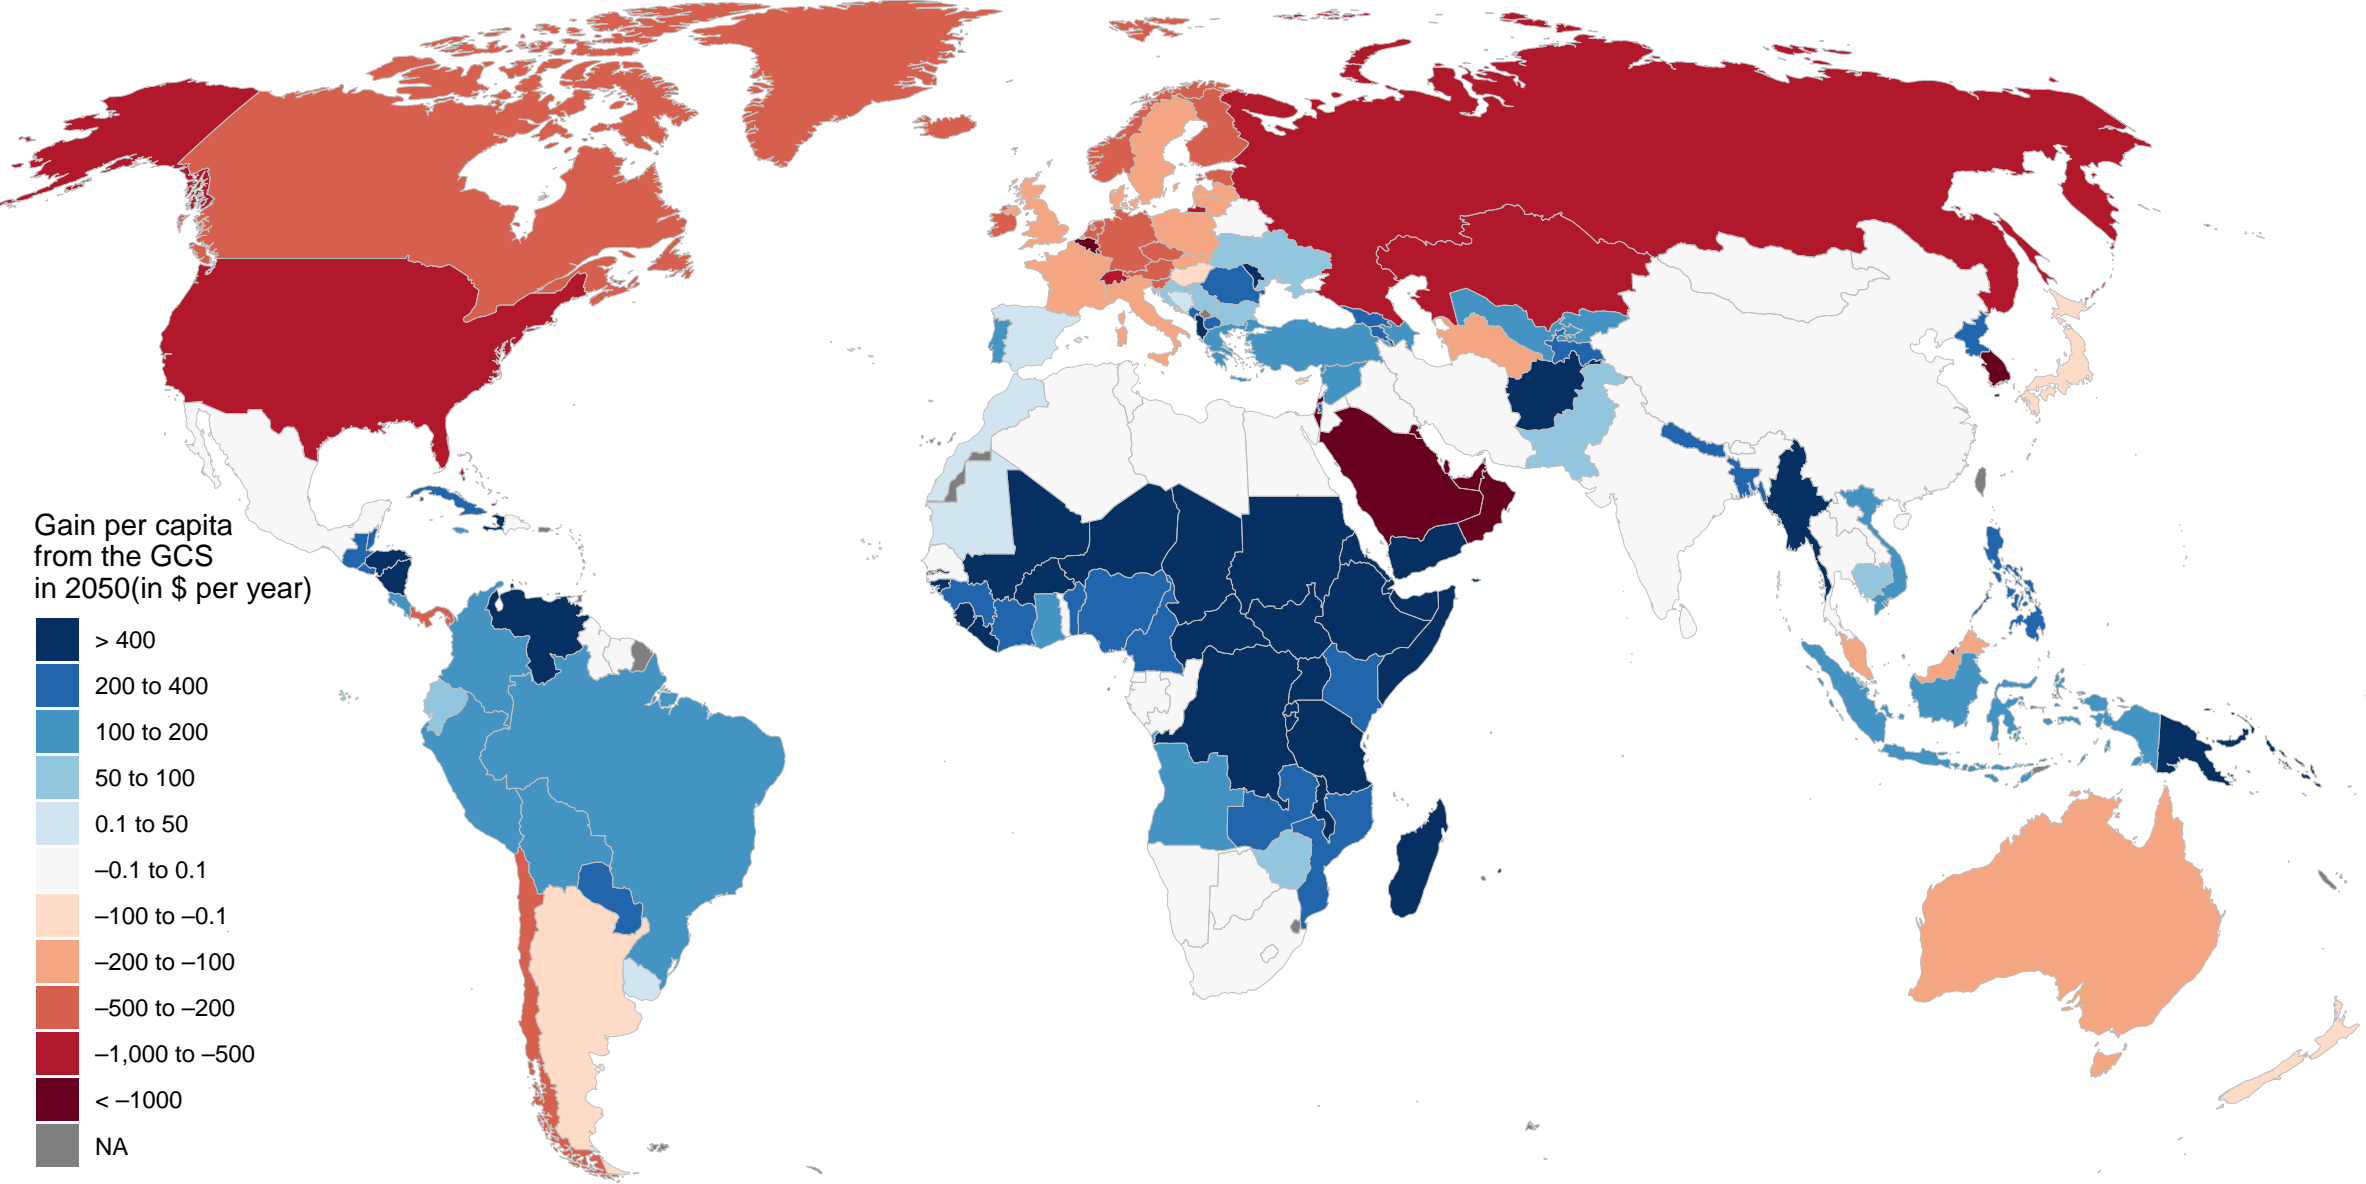 Gain per capita
from the GCS
in 2050(in $ per year)
> 400
200 to 400
100 to 200
50 to 100
0.1 to 50
–0.1 to 0.1
–100 to –0.1
–200 to –100
–500 to –200
–1,000 to –500
< –1000
NA